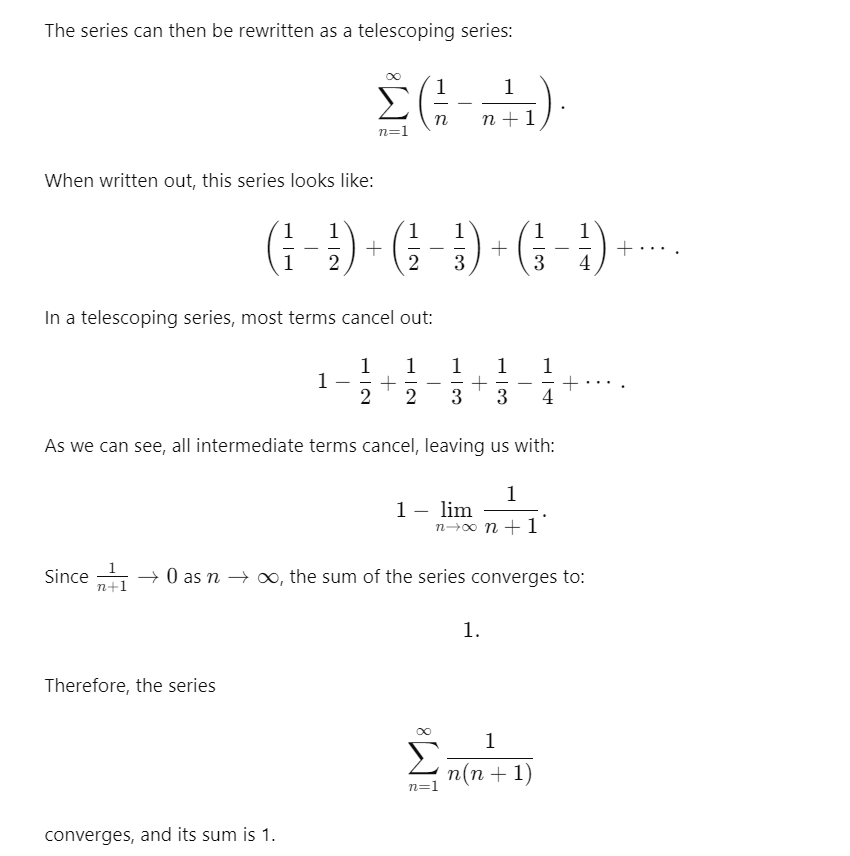 The series can then be rewritten as a telescoping series:
$$\sum_{n=1}^{\infty} \left( \frac{1}{n} - \frac{1}{n+1} \right).$$
When written out, this series looks like:
$$\left( \frac{1}{1} - \frac{1}{2} \right) + \left( \frac{1}{2} - \frac{1}{3} \right) + \left( \frac{1}{3} - \frac{1}{4} \right) + \cdots.$$
In a telescoping series, most terms cancel out:
$$1 - \frac{1}{2} + \frac{1}{2} - \frac{1}{3} + \frac{1}{3} - \frac{1}{4} + \cdots.$$
As we can see, all intermediate terms cancel, leaving us with:
$$1 - \lim_{n \to \infty} \frac{1}{n+1}.$$
Since $\frac{1}{n+1} \to 0$ as $n \to \infty$, the sum of the series converges to:
$$1.$$
Therefore, the series
$$\sum_{n=1}^{\infty} \frac{1}{n(n+1)}$$
converges, and its sum is 1.